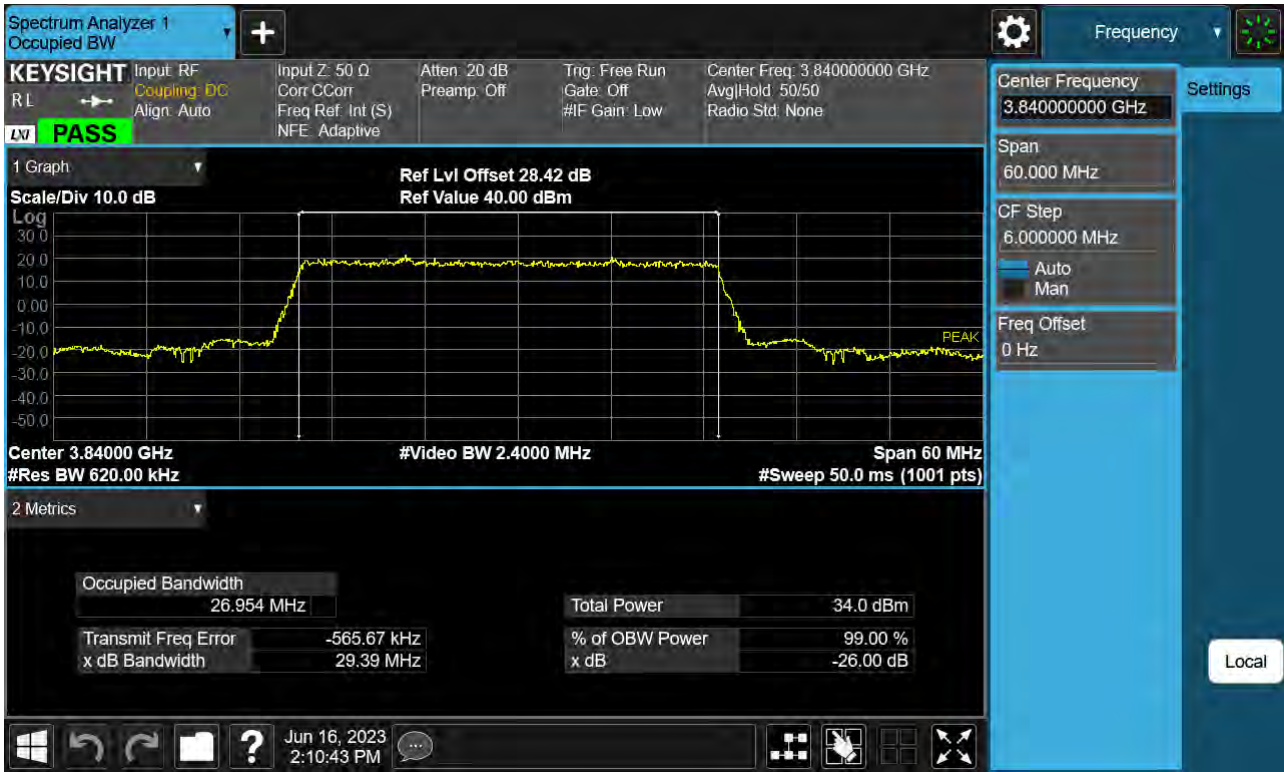 Spectrum Analyzer 1
Occupied BW
+
Frequency
KEYSIGHT
R L
LXI
PASS
Input: RF
Coupling: DC
Align: Auto
Input Z: 50 Ω
Corr CCorr
Freq Ref: Int (S)
NFE: Adaptive
Atten: 20 dB
Preamp: Off
Trig: Free Run
Gate: Off
#IF Gain: Low
Center Freq: 3.840000000 GHz
Avg|Hold: 50/50
Radio Std: None
1 Graph
Scale/Div 10.0 dB
Ref Lvl Offset 28.42 dB
Ref Value 40.00 dBm
Log
30.0
20.0
10.0
0.00
-10.0
-20.0
-30.0
-40.0
-50.0
PEAK
Center 3.84000 GHz
#Video BW 2.4000 MHz
Span 60 MHz
#Res BW 620.00 kHz
#Sweep 50.0 ms (1001 pts)
2 Metrics
Occupied Bandwidth
26.954 MHz
Transmit Freq Error -565.67 kHz
x dB Bandwidth 29.39 MHz
Total Power 34.0 dBm
% of OBW Power 99.00 %
x dB -26.00 dB
Center Frequency
3.840000000 GHz
Span
60.000 MHz
CF Step
6.000000 MHz
Auto
Man
Freq Offset
0 Hz
Settings
Local
?
Jun 16, 2023
2:10:43 PM